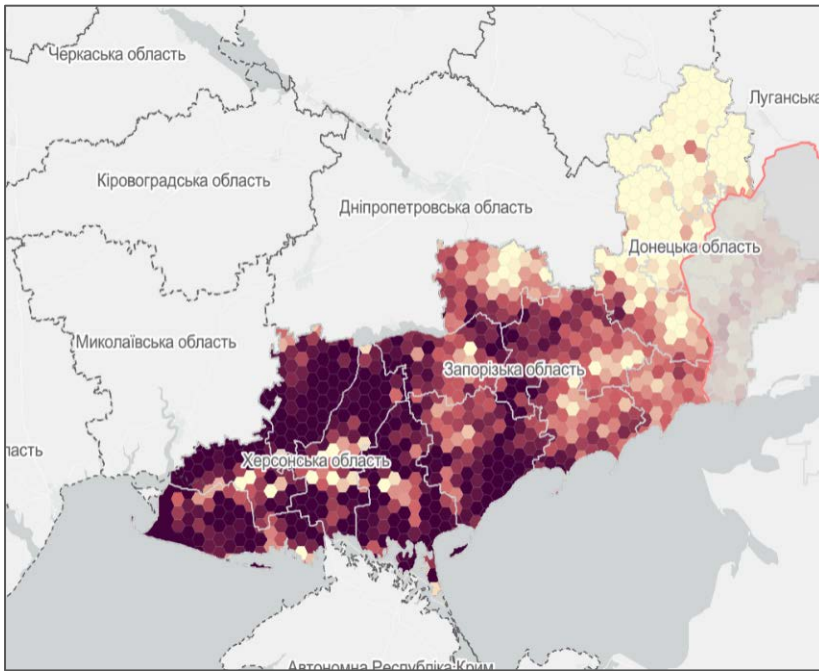 Черкаська область
Луганська
Кіровоградська область
Дніпропетровська область
Донецька область
Миколаївська область
Запорізька область
ласть
Херсонська область
Автономна Республіка Крим